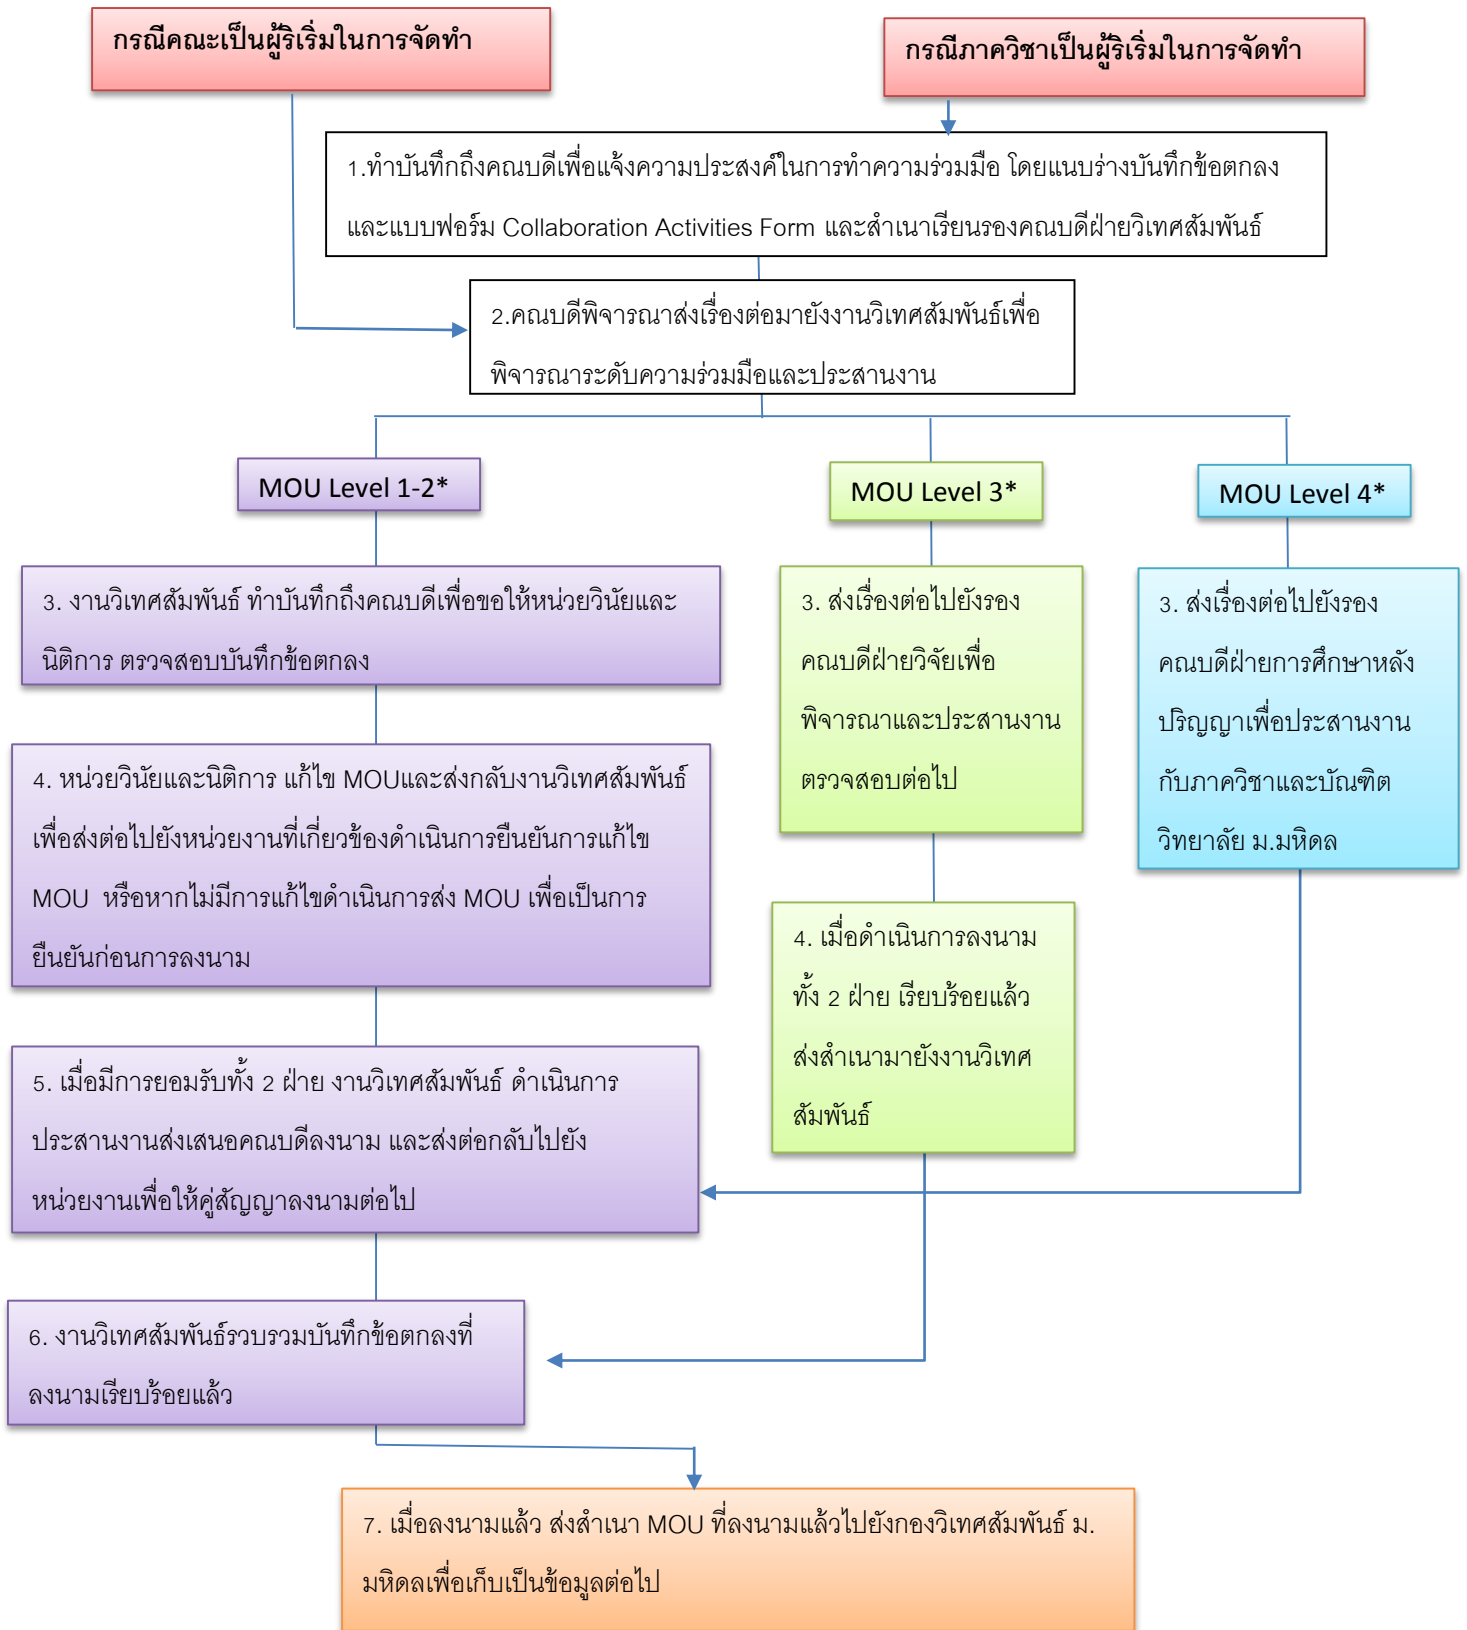 กรณีคณะเป็นผู้ริเริ่มในการจัดทำ
กรณีภาควิชาเป็นผู้ริเริ่มในการจัดทำ
1.ทำบันทึกถึงคณบดีเพื่อแจ้งความประสงค์ในการทำความร่วมมือ โดยแนบร่างบันทึกข้อตกลง
และแบบฟอร์ม Collaboration Activities Form และสำเนาเรียนรองคณบดีฝ่ายวิเทศสัมพันธ์
2.คณบดีพิจารณาส่งเรื่องต่อมายังงานวิเทศสัมพันธ์เพื่อ
พิจารณาระดับความร่วมมือและประสานงาน
MOU Level 1-2*
MOU Level 3*
MOU Level 4*
3. งานวิเทศสัมพันธ์ ทำบันทึกถึงคณบดีเพื่อขอให้หน่วยวินัยและ
นิติการ ตรวจสอบบันทึกข้อตกลง
4. หน่วยวินัยและนิติการ แก้ไข MOUและส่งกลับงานวิเทศสัมพันธ์
เพื่อส่งต่อไปยังหน่วยงานที่เกี่ยวข้องดำเนินการยืนยันการแก้ไข
MOU หรือหากไม่มีการแก้ไขดำเนินการส่ง MOU เพื่อเป็นการ
ยืนยันก่อนการลงนาม
5. เมื่อมีการยอมรับทั้ง 2 ฝ่าย งานวิเทศสัมพันธ์ ดำเนินการ
ประสานงานส่งเสนอคณบดีลงนาม และส่งต่อกลับไปยัง
หน่วยงานเพื่อให้คู่สัญญาลงนามต่อไป
6. งานวิเทศสัมพันธ์รวบรวมบันทึกข้อตกลงที่
ลงนามเรียบร้อยแล้ว
3. ส่งเรื่องต่อไปยังรอง
คณบดีฝ่ายวิจัยเพื่อ
พิจารณาและประสานงาน
ตรวจสอบต่อไป
4. เมื่อดำเนินการลงนาม
ทั้ง 2 ฝ่าย เรียบร้อยแล้ว
ส่งสำเนามายังงานวิเทศ
สัมพันธ์
3. ส่งเรื่องต่อไปยังรอง
คณบดีฝ่ายการศึกษาหลัง
ปริญญาเพื่อประสานงาน
กับภาควิชาและบัณฑิต
วิทยาลัย ม.มหิดล
7. เมื่อลงนามแล้ว ส่งสำเนา MOU ที่ลงนามแล้วไปยังกองวิเทศสัมพันธ์ ม.
มหิดลเพื่อเก็บเป็นข้อมูลต่อไป